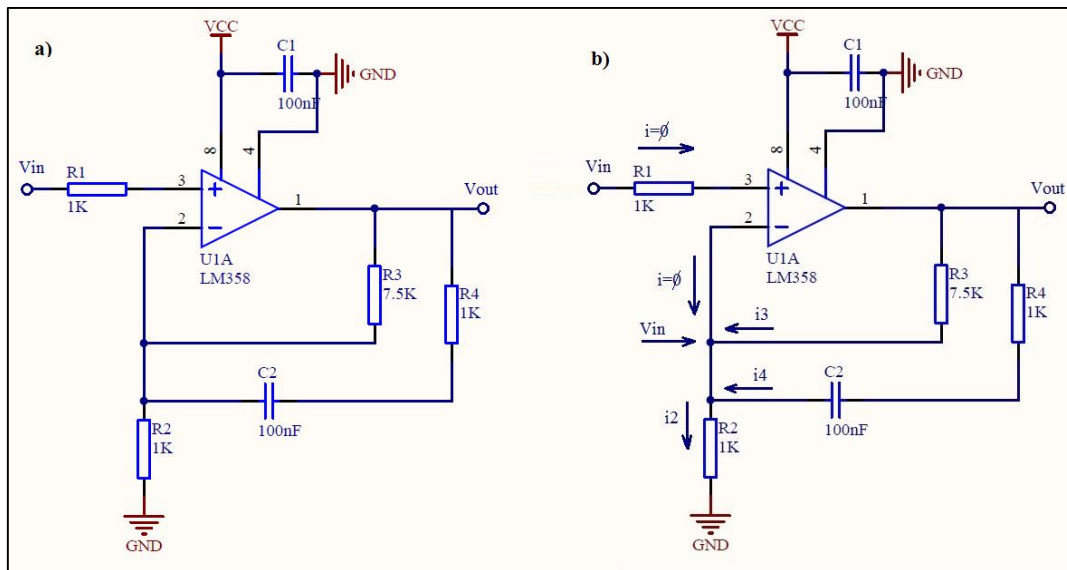 a)
VCC
C1
100nF
GND
8
4
Vin
R1
1K
3
2
1
Vout
U1A
LM358
R3
7.5K
R4
1K
C2
100nF
R2
1K
GND
b)
VCC
C1
100nF
GND
i=∅
8
4
Vin
R1
1K
3
2
1
Vout
U1A
LM358
i=∅
R3
7.5K
R4
1K
Vin
i3
C2
i4
100nF
i2
R2
1K
GND